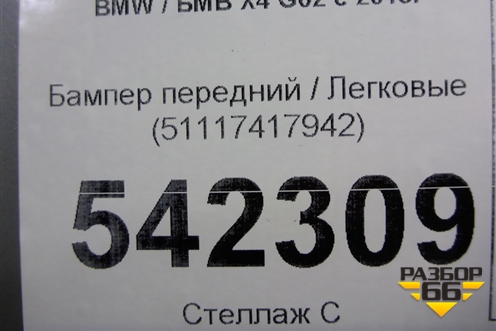 BMW / БМВ X4 G02 с 2018г
Бампер передний / Легковые
(51117417942)
542309
Стеллаж С
РАЗБОР
66